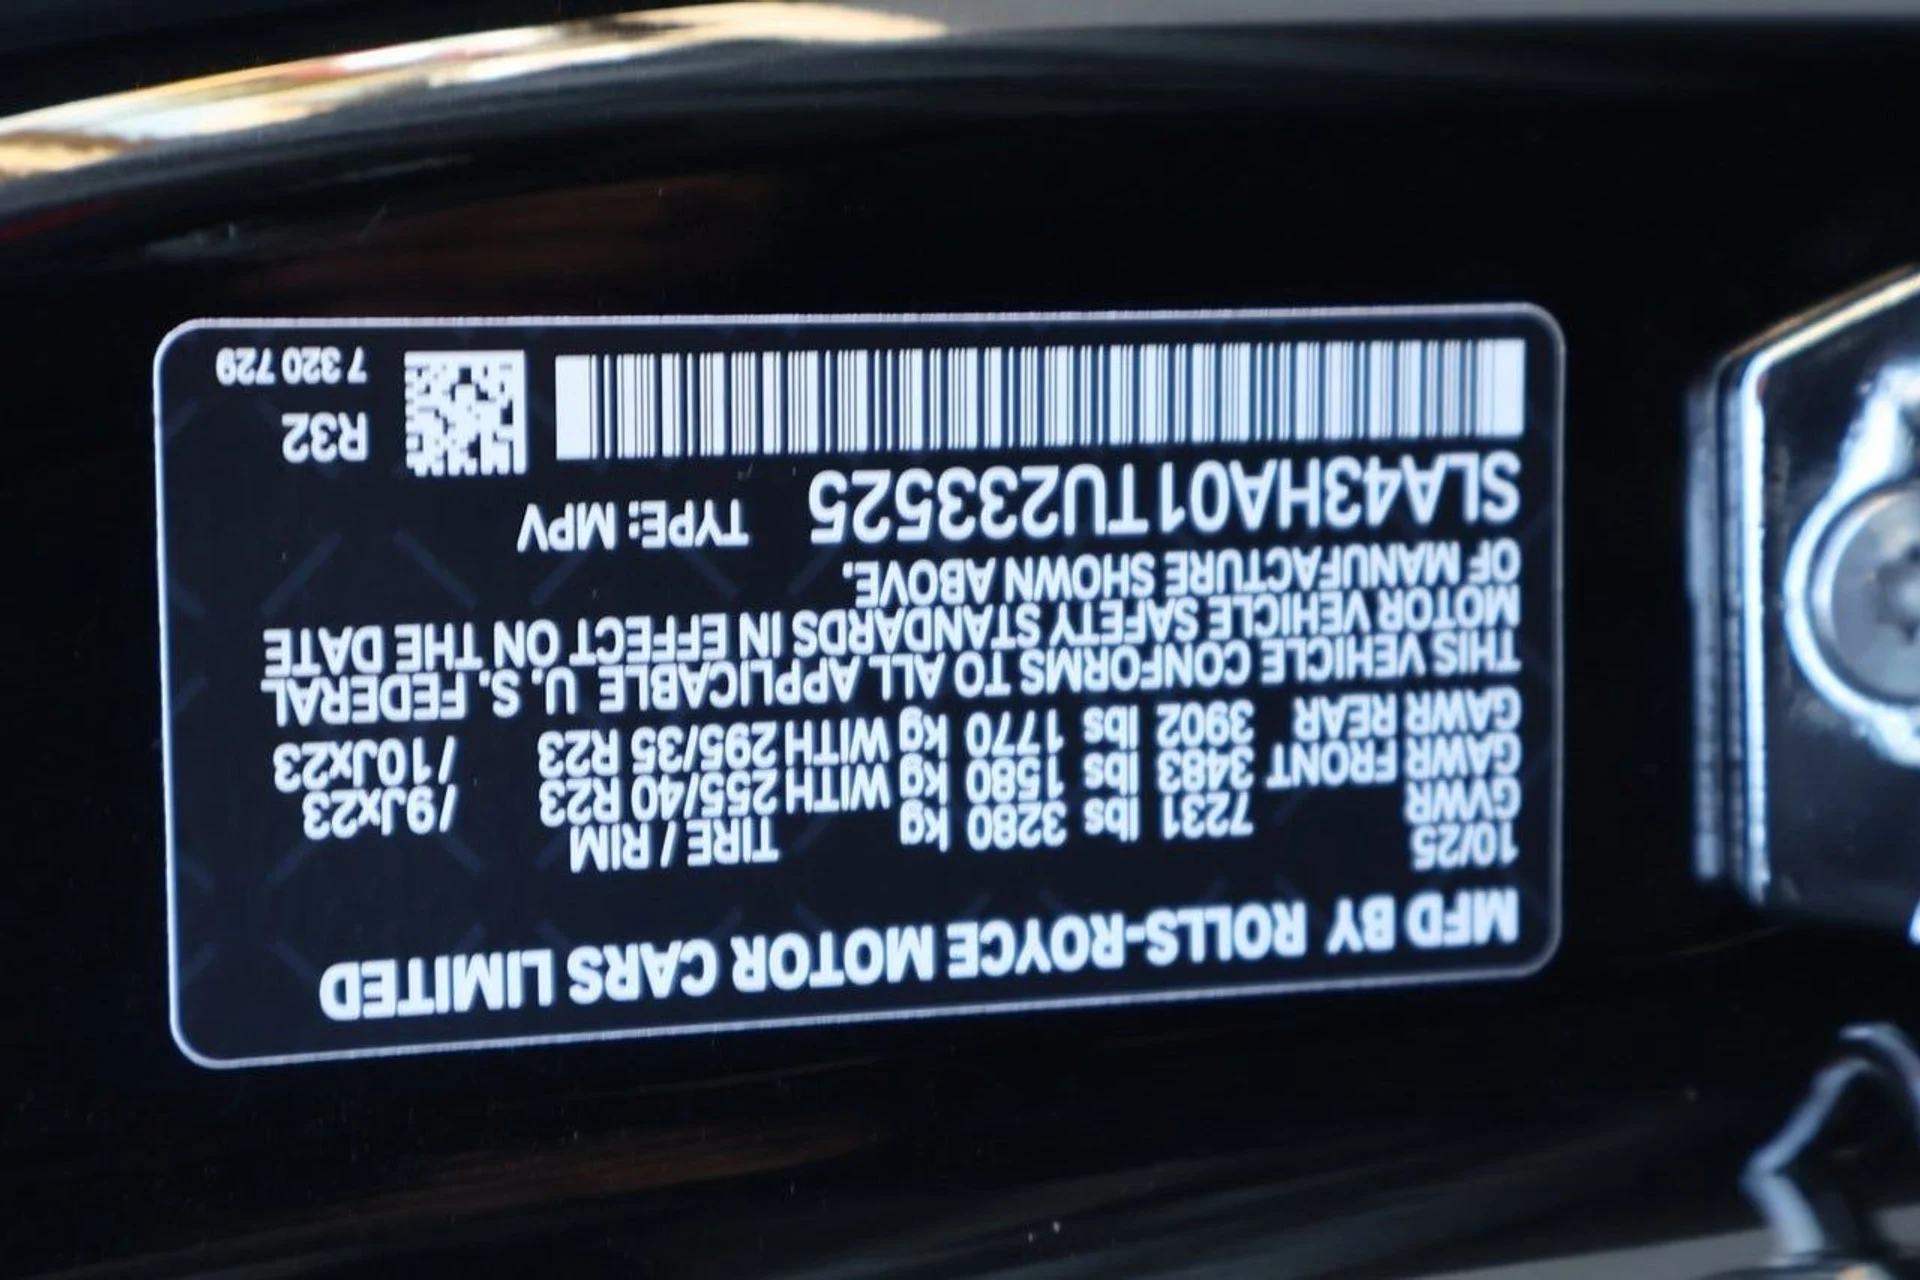 MFD BY ROLLS-ROYCE MOTOR CARS LIMITED
10/25 TIRE / RIM
GVWR 7231 lbs 3280 kg
GAWR FRONT 3483 lbs 1580 kg WITH 255/40 R23 /9Jx23
GAWR REAR 3902 lbs 1770 kg WITH 295/35 R23 /10Jx23
THIS VEHICLE CONFORMS TO ALL APPLICABLE U. S. FEDERAL
MOTOR VEHICLE SAFETY STANDARDS IN EFFECT ON THE DATE
OF MANUFACTURE SHOWN ABOVE.
SLA43HA01TU233525 TYPE: MPV
R32
7 320 729